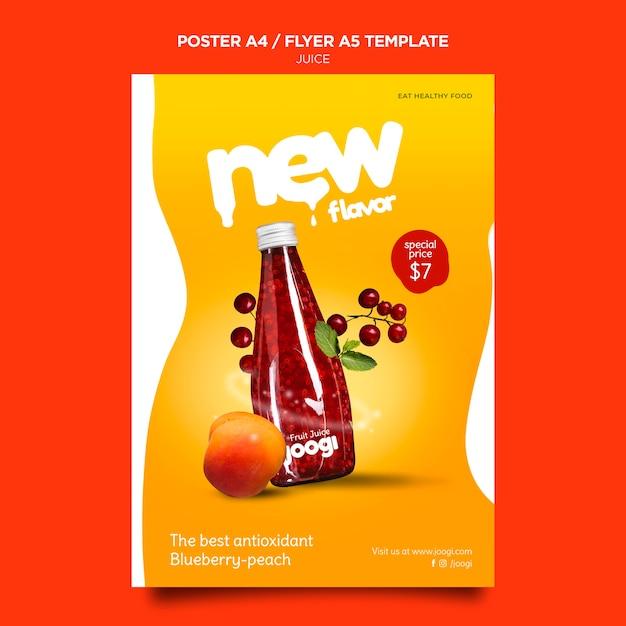 POSTER A4 / FLYER A5 TEMPLATE
JUICE
EAT HEALTHY FOOD
new
flavor
special
price
$7
Fruit Juice
joogi
The best antioxidant
Blueberry-peach
Visit us at www.joogi.com
/joogi